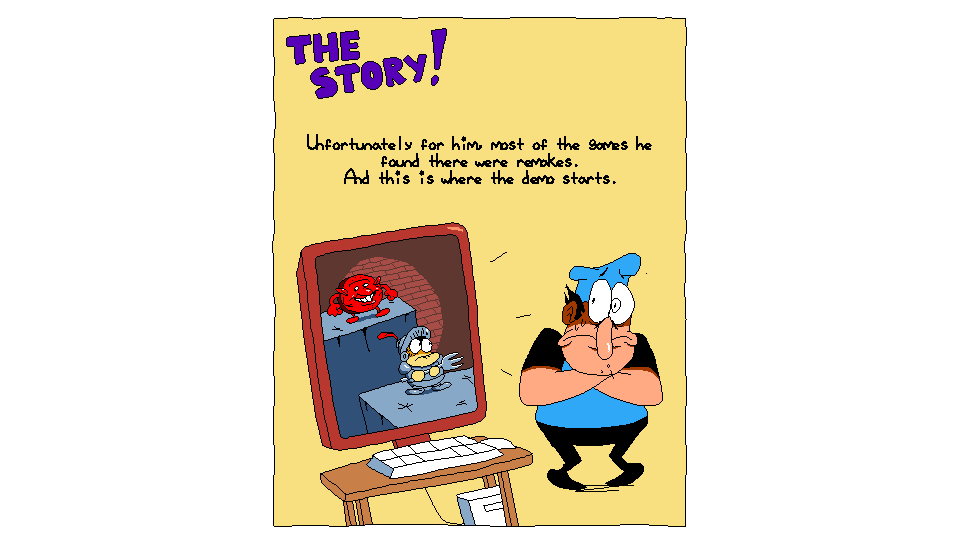 THE
STORY!
Unfortunately for him, most of the games he
found there were remakes.
And this is where the demo starts.